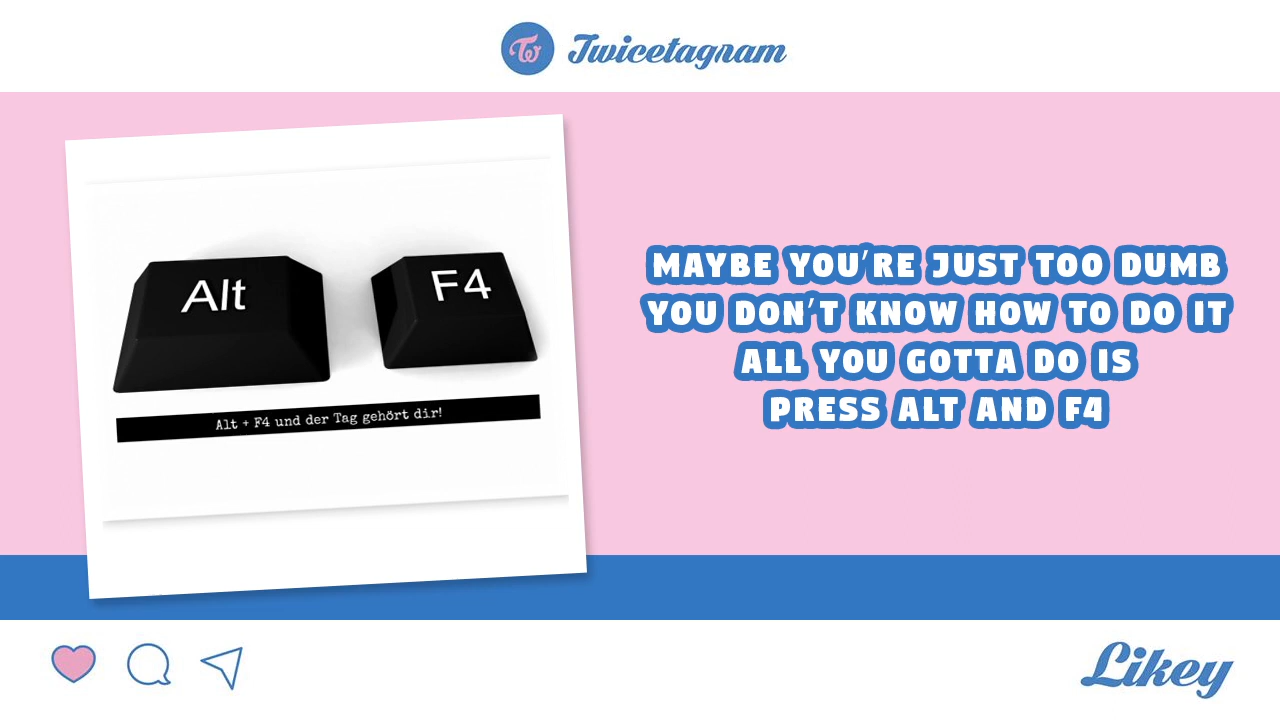 Twicetagram
Alt
F4
Alt + F4 und der Tag gehört dir!
MAYBE YOU'RE JUST TOO DUMB
YOU DON'T KNOW HOW TO DO IT
ALL YOU GOTTA DO IS
PRESS ALT AND F4
Likey